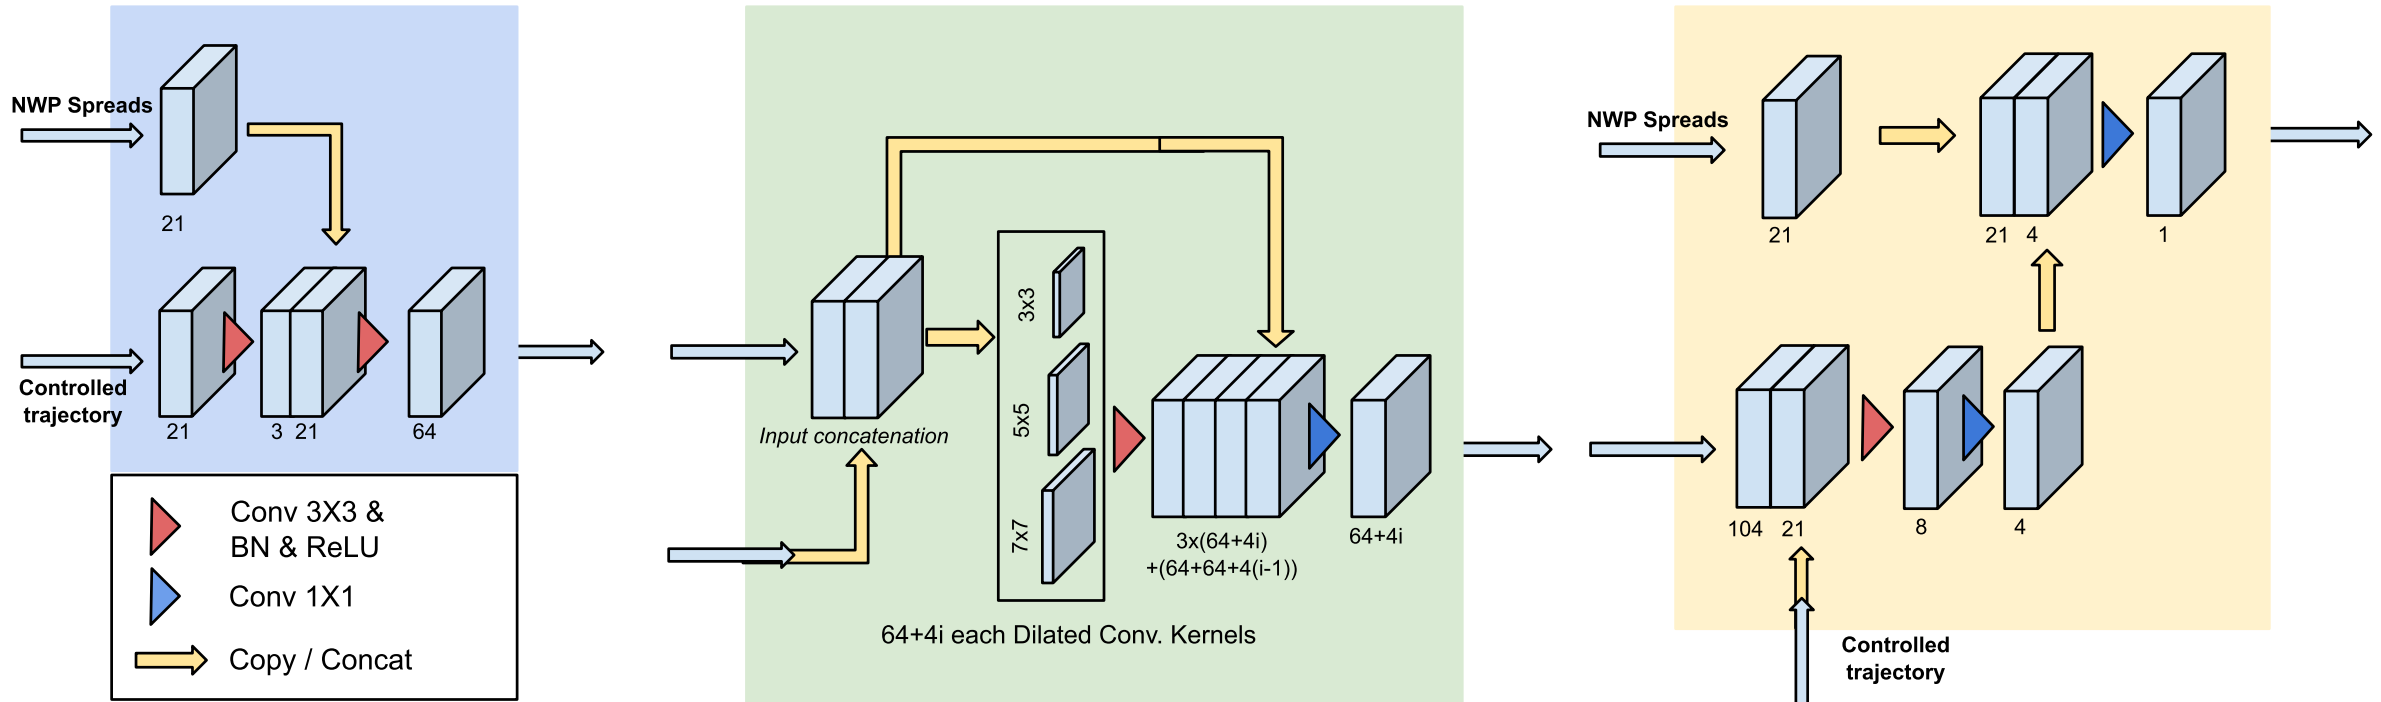 NWP Spreads
21
Controlled
trajectory
21
3 21
64
Conv 3X3 &
BN & ReLU
Conv 1X1
Copy / Concat
Input concatenation
3x3
5x5
7x7
3x(64+4i)
+(64+64+4(i-1))
64+4i
64+4i each Dilated Conv. Kernels
NWP Spreads
21
21 4
1
104 21
8
4
Controlled
trajectory